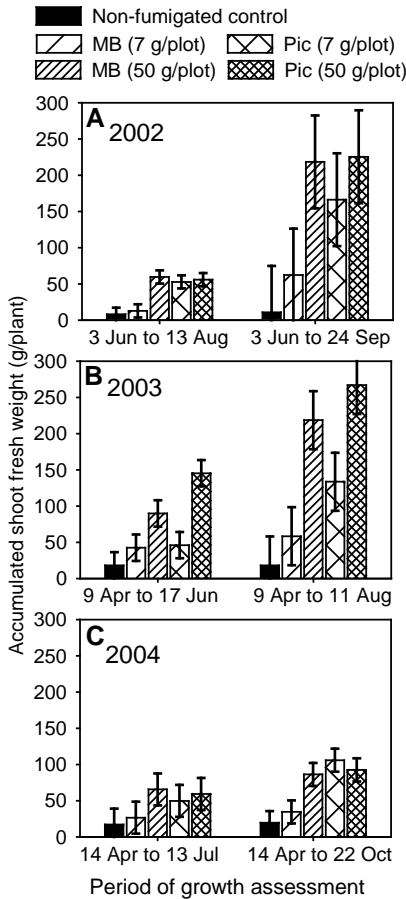 Non-fumigated control
MB (7 g/plot) Pic (7 g/plot)
MB (50 g/plot) Pic (50 g/plot)
Accumulated shoot fresh weight (g/plant)
A 2002
300
250
200
150
100
50
0
3 Jun to 13 Aug 3 Jun to 24 Sep
B 2003
300
250
200
150
100
50
0
9 Apr to 17 Jun 9 Apr to 11 Aug
C 2004
300
250
200
150
100
50
0
14 Apr to 13 Jul 14 Apr to 22 Oct
Period of growth assessment